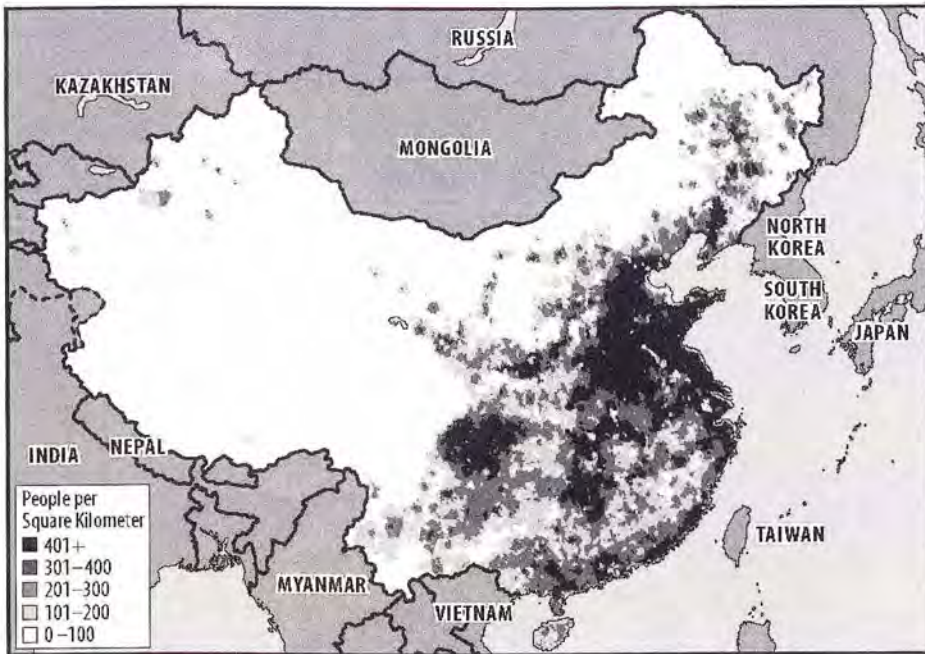 RUSSIA
KAZAKHSTAN
MONGOLIA
NORTH
KOREA
SOUTH
KOREA
JAPAN
INDIA
NEPAL
People per
Square Kilometer
401+
301–400
201–300
101–200
0–100
MYANMAR
VIETNAM
TAIWAN